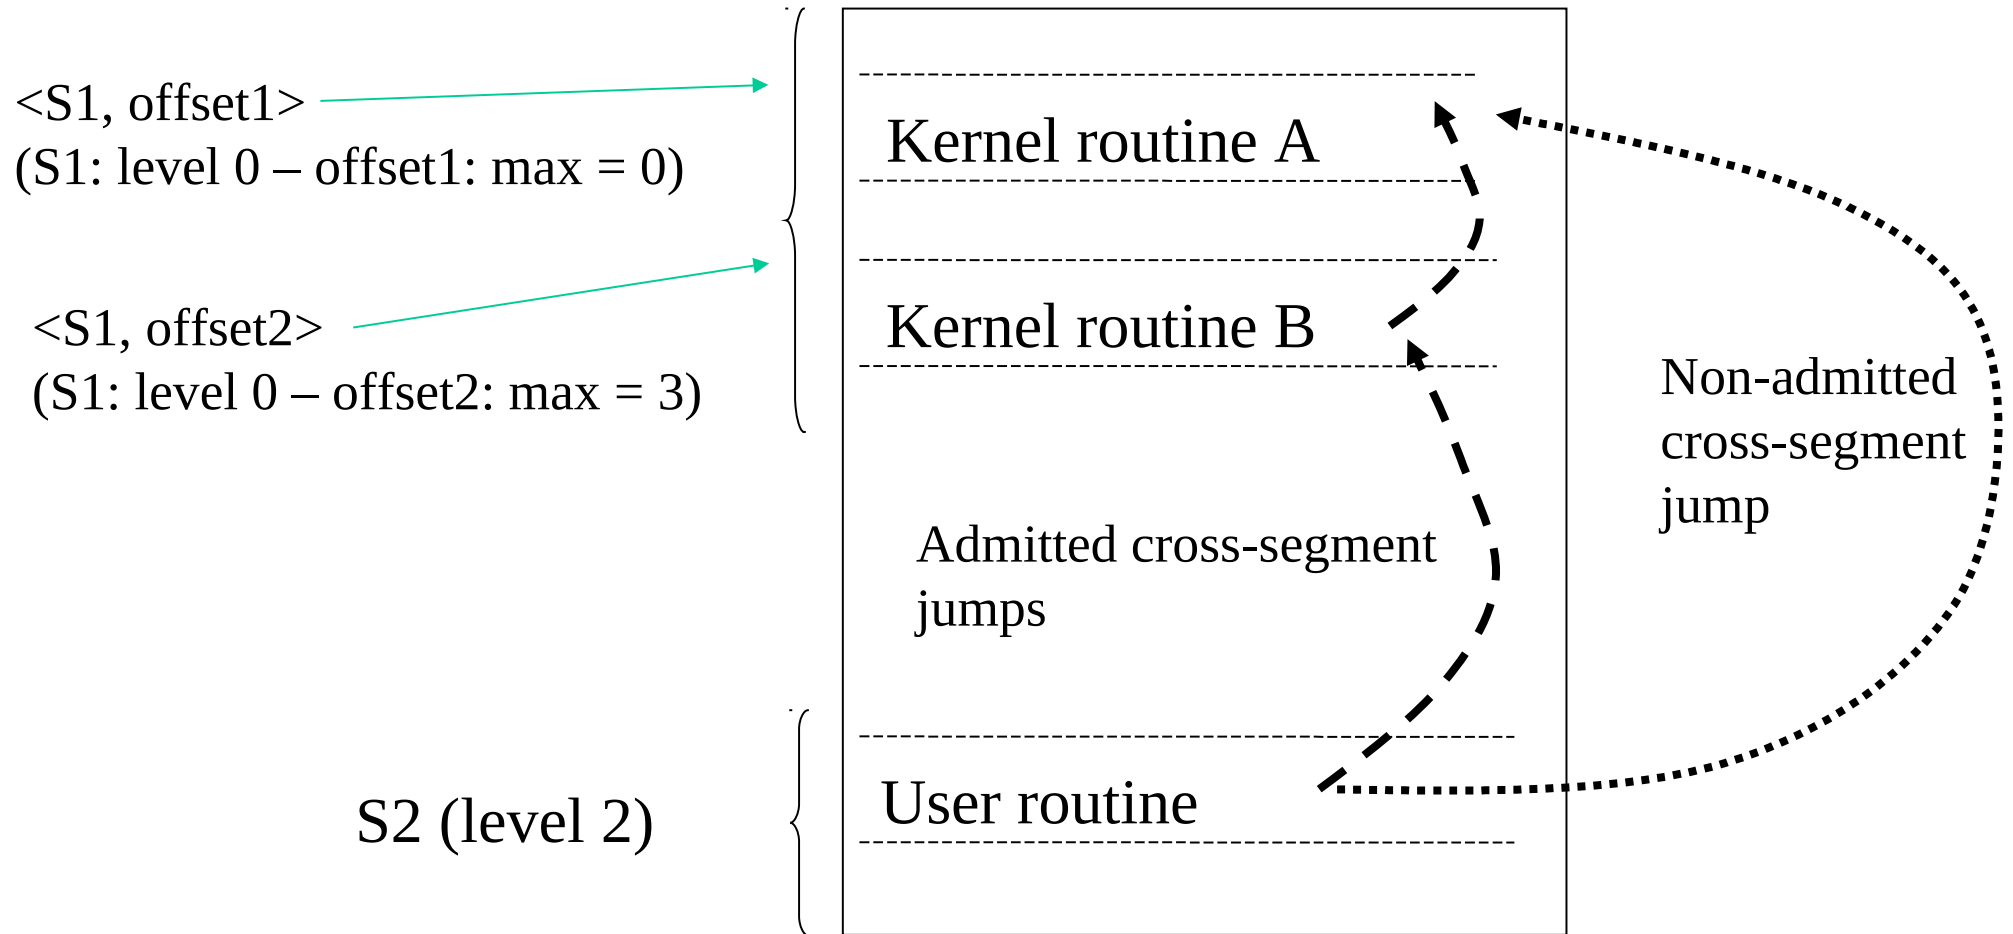 <S1, offset1>
(S1: level 0 – offset1: max = 0)
Kernel routine A
<S1, offset2>
(S1: level 0 – offset2: max = 3)
Kernel routine B
Non-admitted
cross-segment
jump
Admitted cross-segment
jumps
S2 (level 2)
User routine